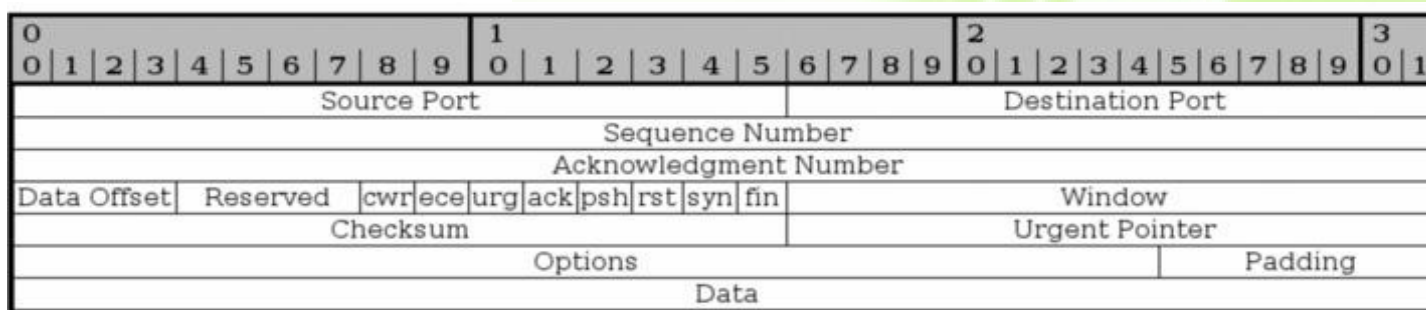 0 1 2 3
0 1 2 3 4 5 6 7 8 9 0 1 2 3 4 5 6 7 8 9 0 1 2 3 4 5 6 7 8 9 0 1
Source Port Destination Port
Sequence Number
Acknowledgment Number
Data Offset Reserved cwr ece urg ack psh rst syn fin Window
Checksum Urgent Pointer
Options Padding
Data